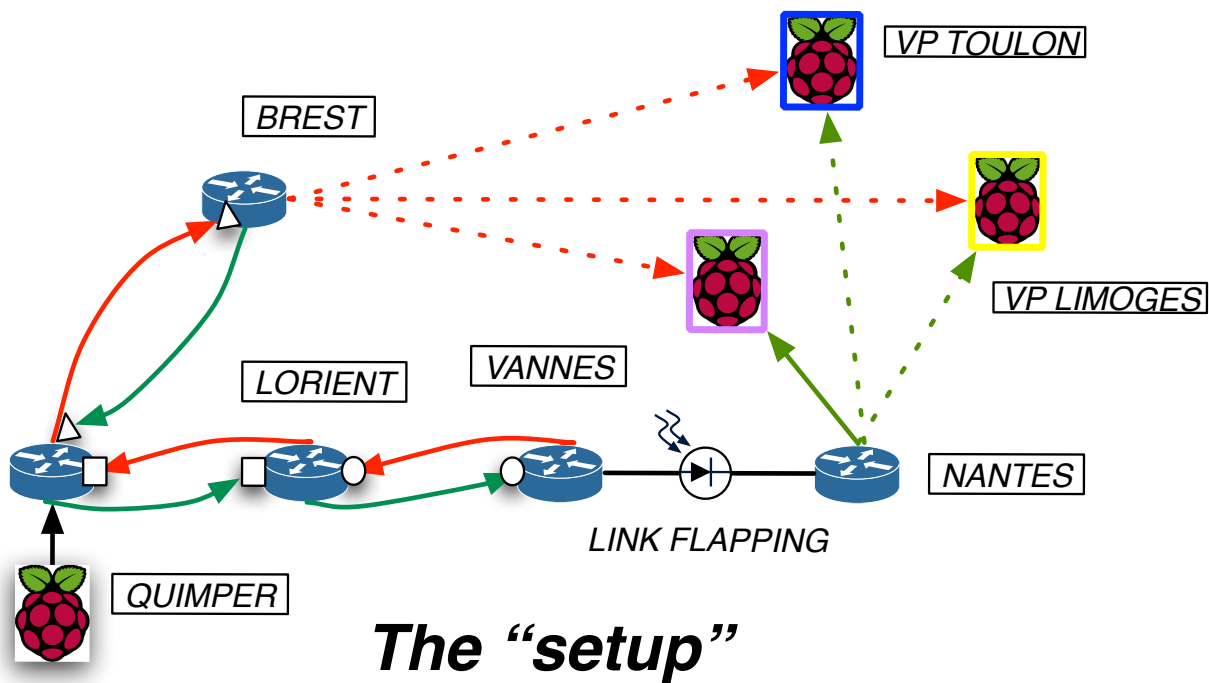 VP TOULON
BREST
VP LIMOGES
VANNES
LORIENT
NANTES
LINK FLAPPING
QUIMPER
The “setup”